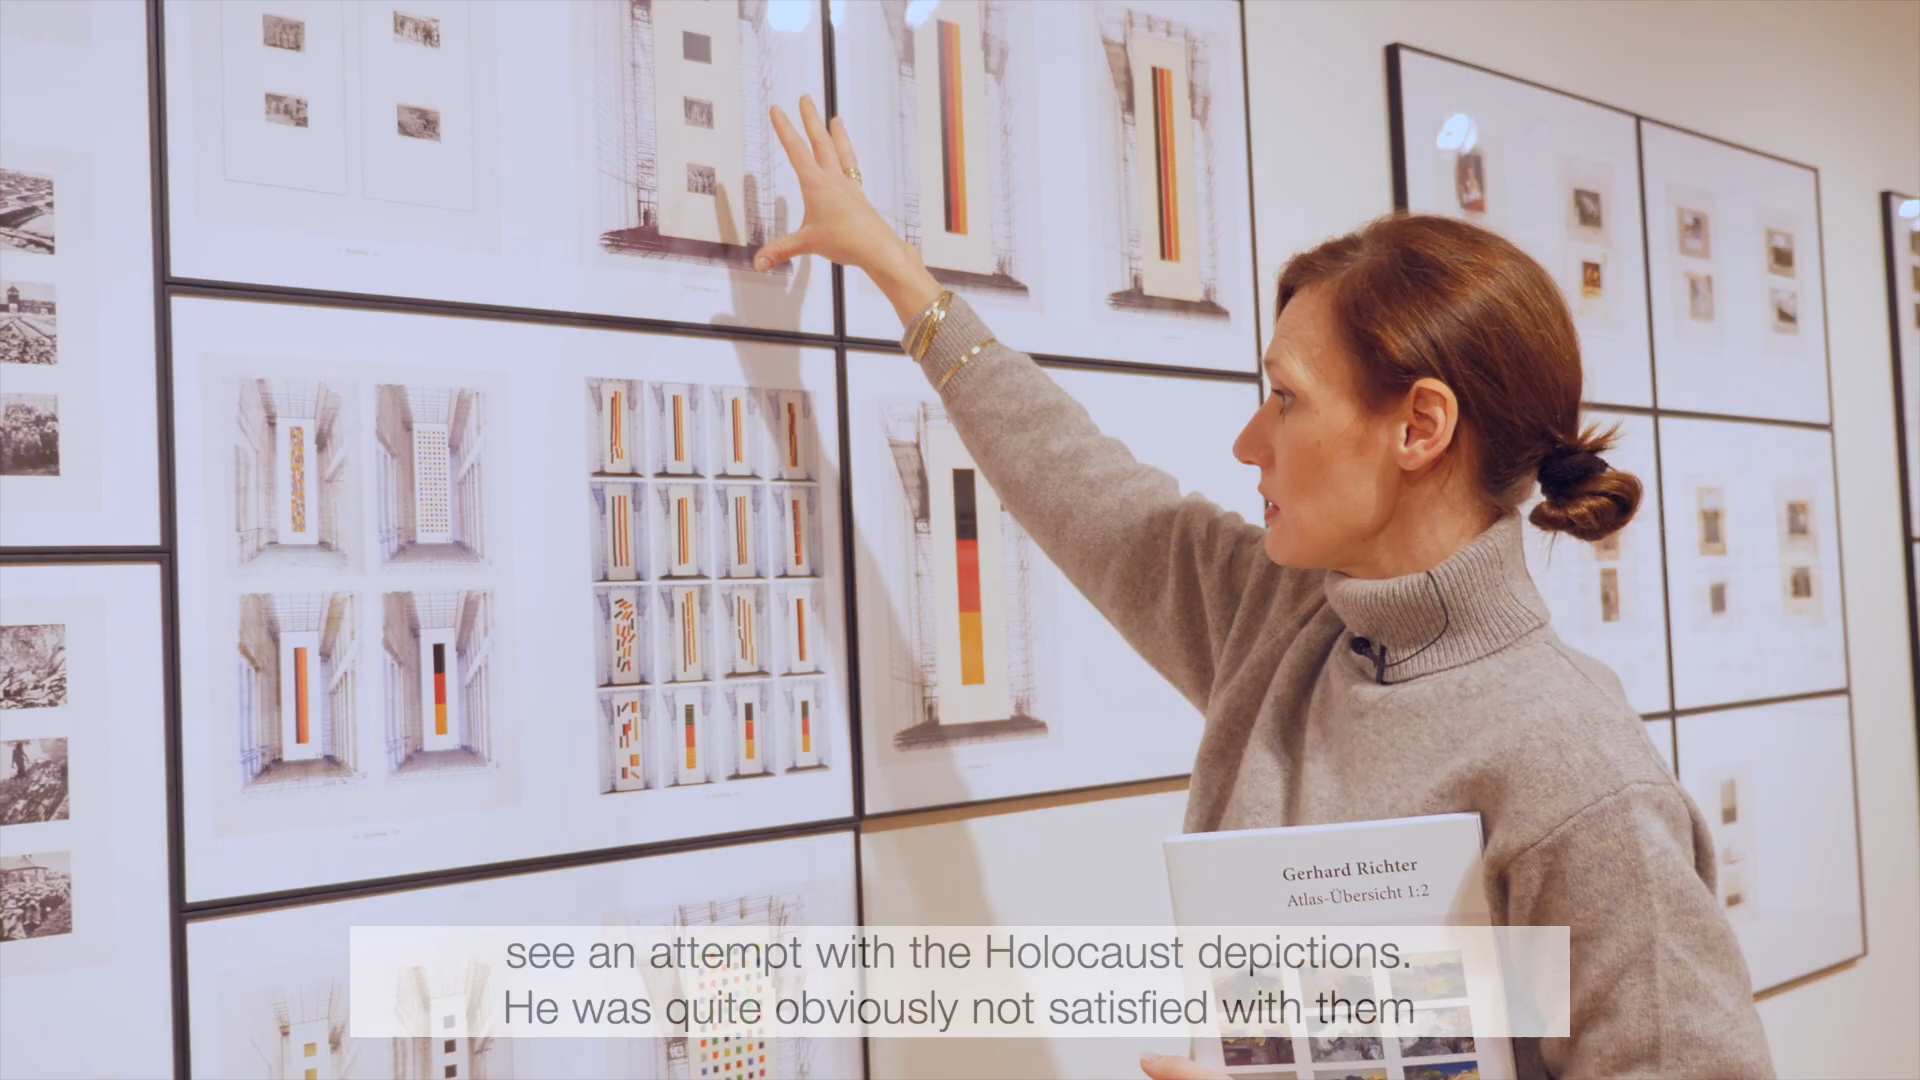 Gerhard Richter
Atlas-Übersicht 1:2
see an attempt with the Holocaust depictions.
He was quite obviously not satisfied with them